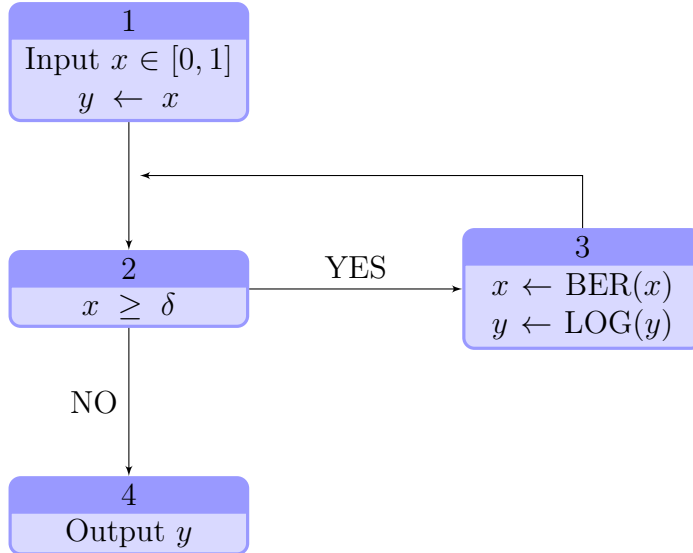 1
Input x ∈ [0, 1]
y ← x
2
x ≥ δ
YES
3
x ← BER(x)
y ← LOG(y)
NO
4
Output y